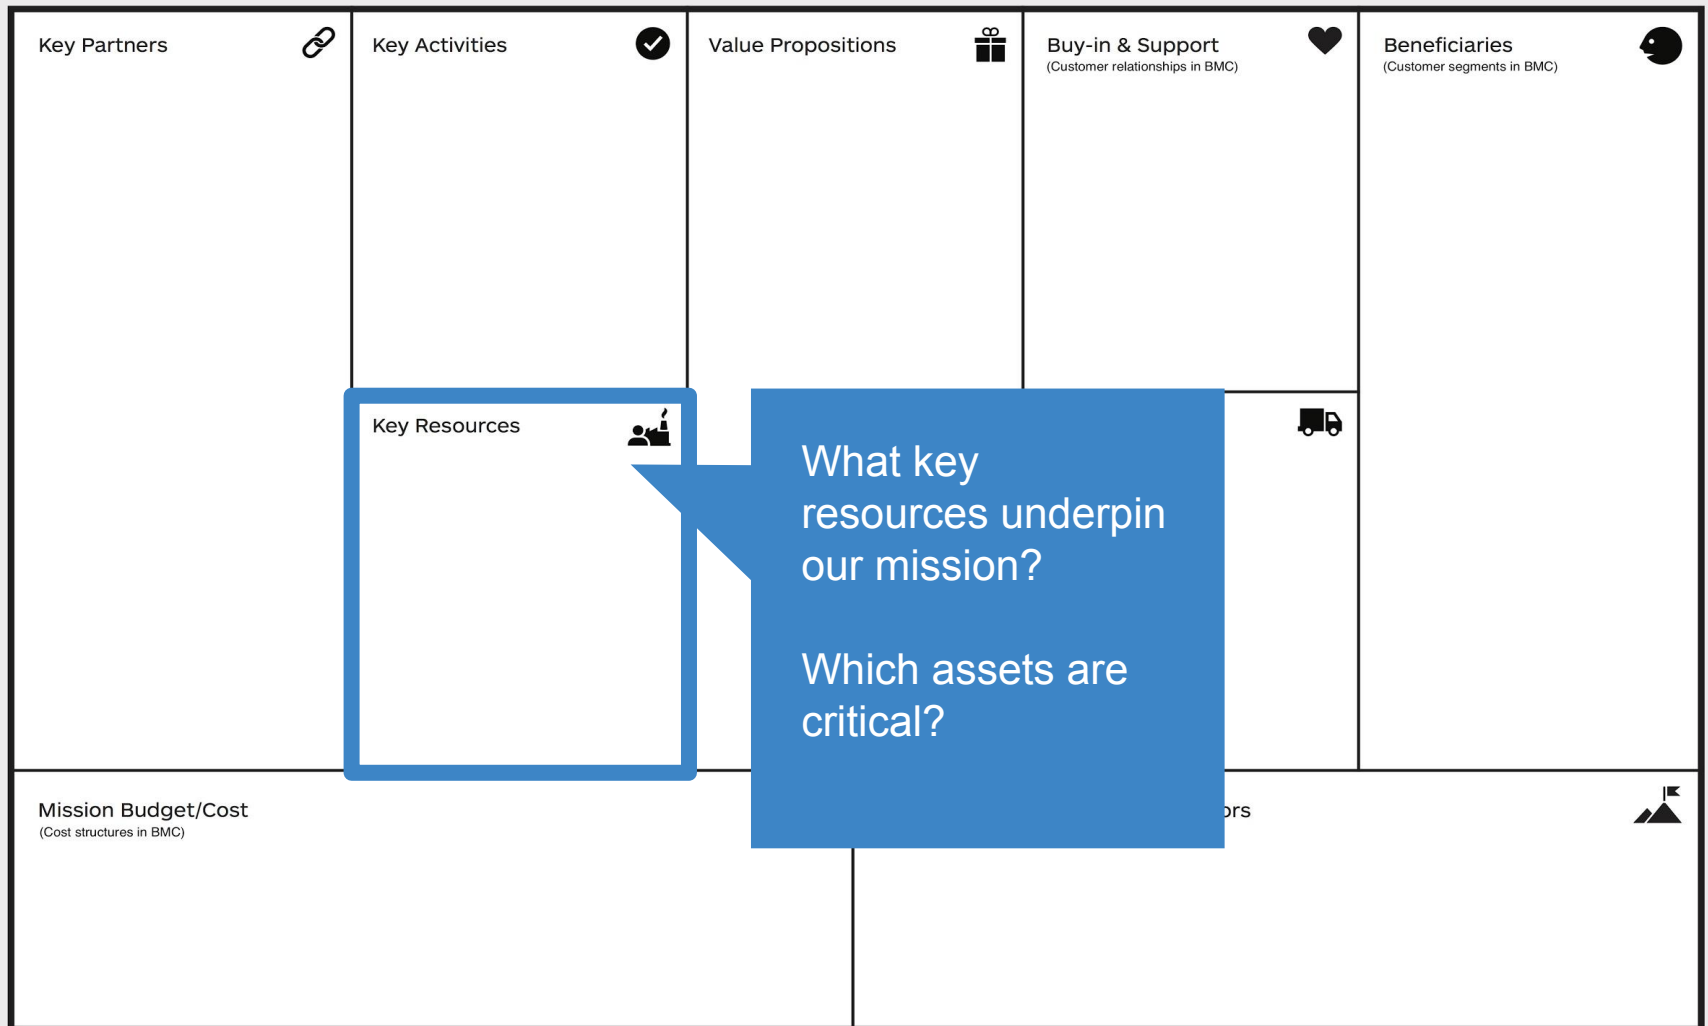 Key Partners
Key Activities
Value Propositions
Buy-in & Support
(Customer relationships in BMC)
Beneficiaries
(Customer segments in BMC)
Key Resources
What key
resources underpin
our mission?
Which assets are
critical?
Mission Budget/Cost
(Cost structures in BMC)